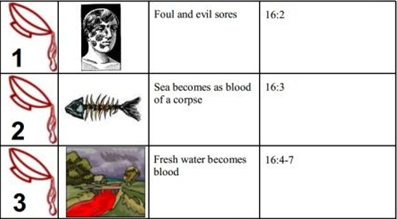 1
Foul and evil sores
16:2
2
Sea becomes as blood
of a corpse
16:3
3
Fresh water becomes
blood
16:4-7